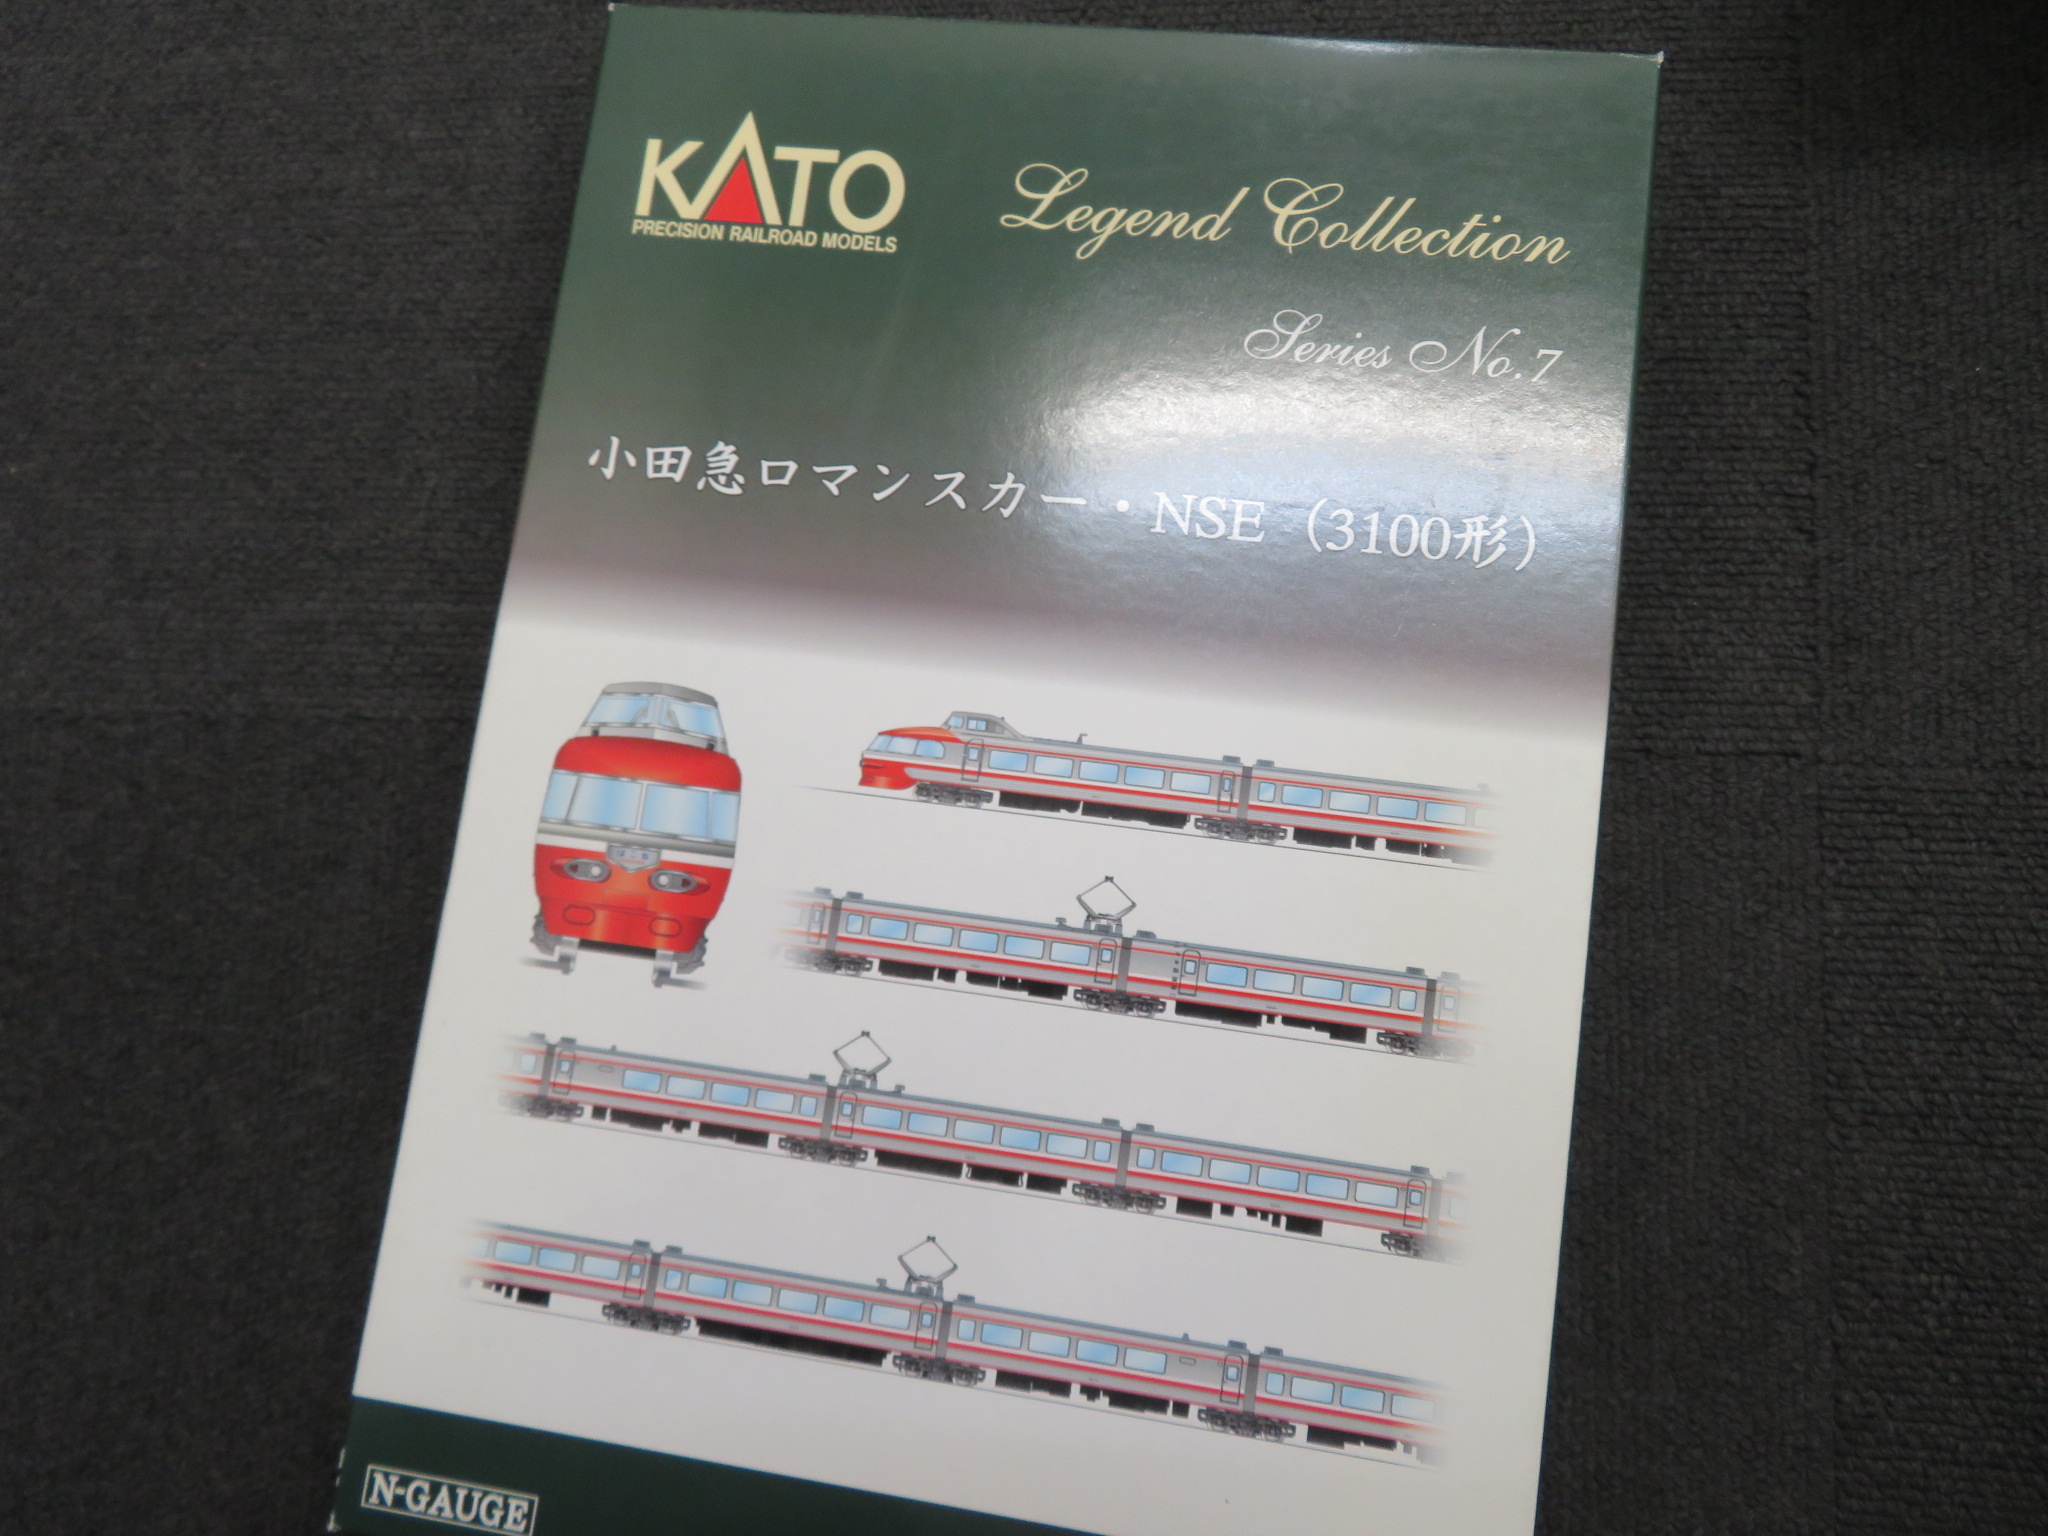 KATO
PRECISION RAILROAD MODELS
Legend Collection
Series No.7
小田急ロマンスカー・NSE（3100形）
N-GAUGE